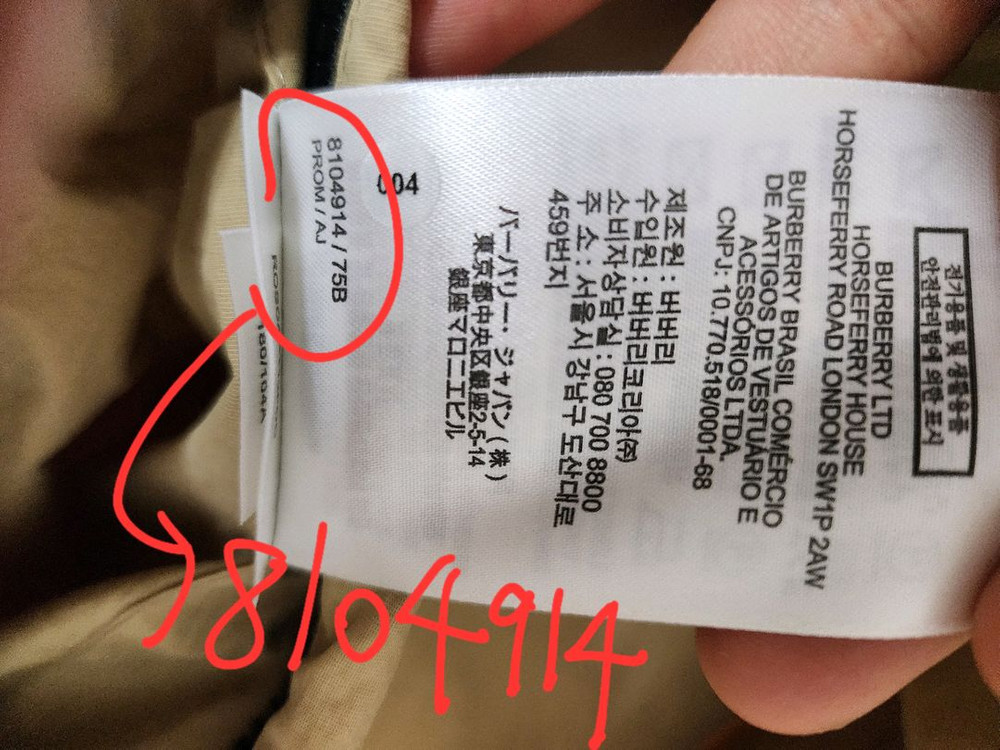 전기용품 및 생활용품
안전관리법에 의한 표시
BURBERRY LTD
HORSEFERRY HOUSE
HORSEFERRY ROAD LONDON SW1P 2AW
BURBERRY BRASIL COMÉRCIO
DE ARTIGOS DE VESTUÁRIO E
ACESSÓRIOS LTDA.
CNPJ: 10.770.518/0001-68
제조원 : 버버리
수입원 : 버버리코리아(주)
소비자상담실 : 080 700 8800
주 소 : 서울시 강남구 도산대로
459번지
バーバリー・ジャパン(株)
東京都中央区銀座2-5-14
銀座マロニエビル
004
8104914 / 75B
PROM / AJ
8104914